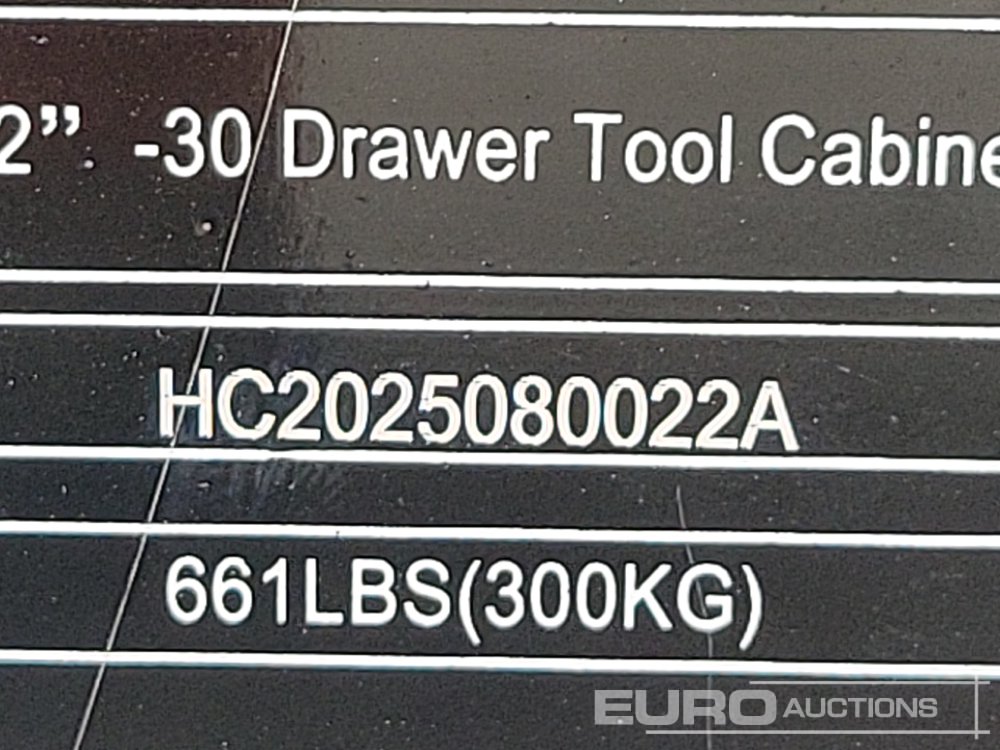 2” -30 Drawer Tool Cabine
HC2025080022A
661LBS(300KG)
EURO AUCTIONS